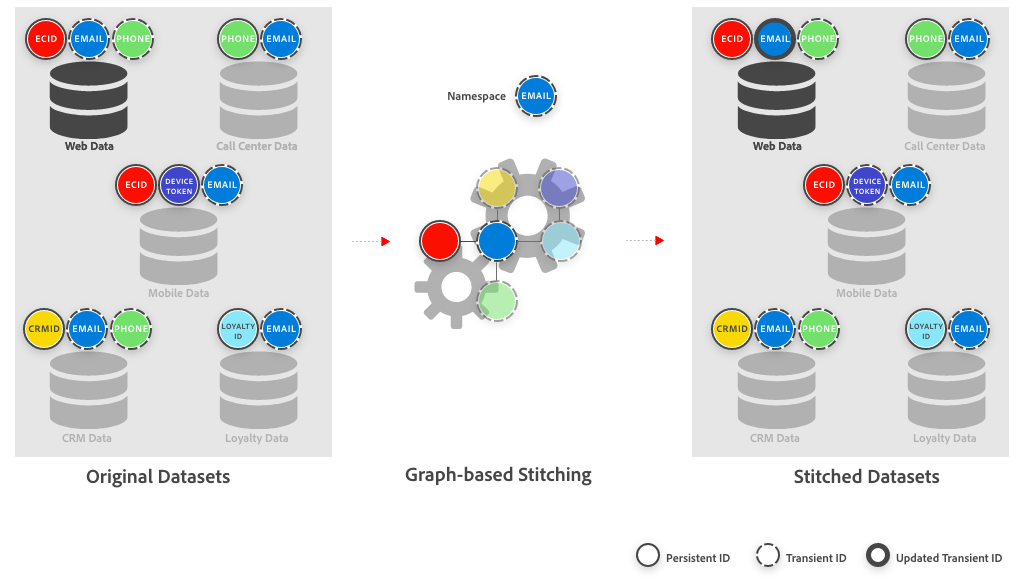 ECID EMAIL PHONE
Web Data
PHONE EMAIL
Call Center Data
ECID DEVICE TOKEN EMAIL
Mobile Data
CRMID EMAIL PHONE
CRM Data
LOYALTY ID EMAIL
Loyalty Data
Original Datasets
Namespace EMAIL
Graph-based Stitching
ECID EMAIL PHONE
Web Data
PHONE EMAIL
Call Center Data
ECID DEVICE TOKEN EMAIL
Mobile Data
CRMID EMAIL PHONE
CRM Data
LOYALTY ID EMAIL
Loyalty Data
Stitched Datasets
Persistent ID Transient ID Updated Transient ID